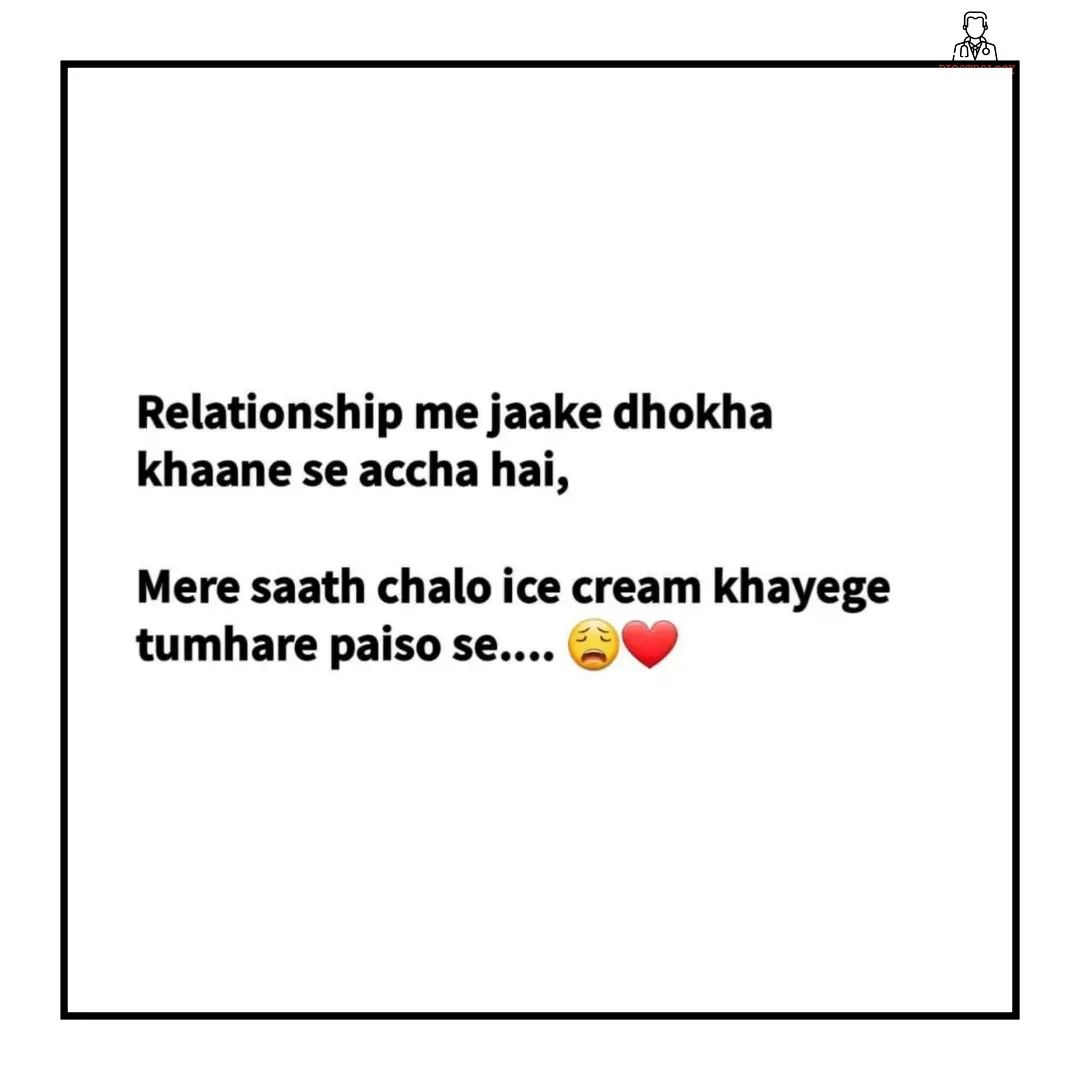 Relationship me jaake dhokha
khaane se accha hai,
Mere saath chalo ice cream khayege
tumhare paiso se.... 😩❤️